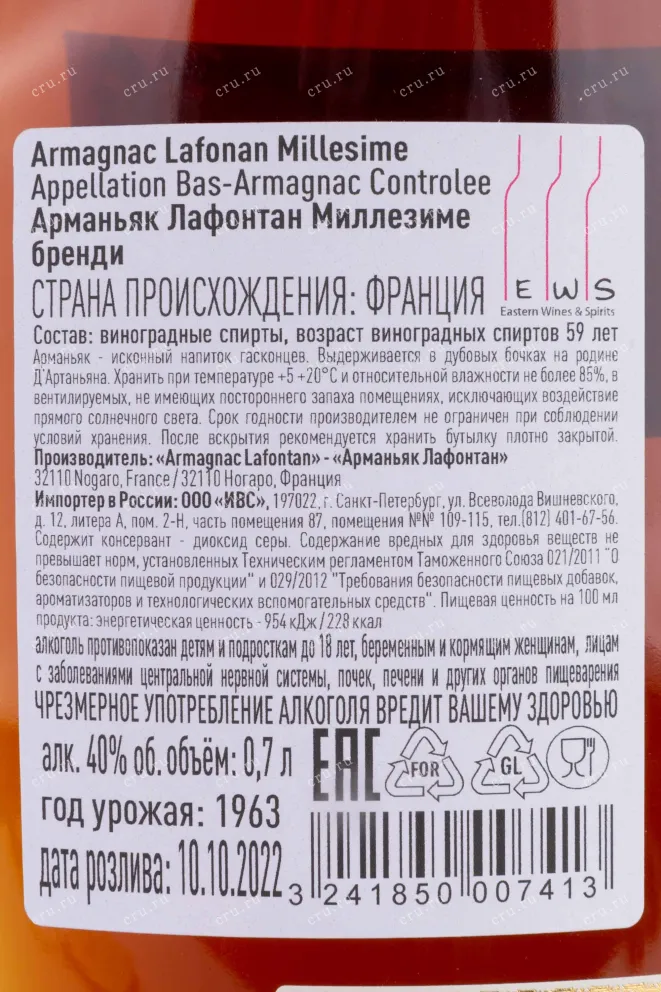 Armagnac Lafonan Millesime
Appellation Bas-Armagnac Controlee
Арманьяк Лафонтан Миллезиме
бренди
СТРАНА ПРОИСХОЖДЕНИЯ: ФРАНЦИЯ
E W S
Eastern Wines & Spirits
Состав: виноградные спирты, возраст виноградных спиртов 59 лет
Арманьяк - исконный напиток гасконцев. Выдерживается в дубовых бочках на родине
Д'Артаньяна. Хранить при температуре +5 +20°C и относительной влажности не более 85%, в
вентилируемых, не имеющих постороннего запаха помещениях, исключающих воздействие
прямого солнечного света. Срок годности производителем не ограничен при соблюдении
условий хранения. После вскрытия рекомендуется хранить бутылку плотно закрытой.
Производитель: «Armagnac Lafontan» - «Арманьяк Лафонтан»
32110 Nogaro, France / 32110 Ногаро, Франция
Импортер в России: ООО «ИВС», 197022, г. Санкт-Петербург, ул. Всеволода Вишневского,
д. 12, литера А, пом. 2-Н, часть помещения 87, помещения №№ 109-115, тел.(812) 401-67-56.
Содержит консервант - диоксид серы. Содержание вредных для здоровья веществ не
превышает норм, установленных Техническим регламентом Таможенного Союза 021/2011 "О
безопасности пищевой продукции" и 029/2012 "Требования безопасности пищевых добавок,
ароматизаторов и технологических вспомогательных средств". Пищевая ценность на 100 мл
продукта: энергетическая ценность - 954 кДж / 228 ккал
алкоголь противопоказан детям и подросткам до 18 лет, беременным и кормящим женщинам, лицам
с заболеваниями центральной нервной системы, почек, печени и других органов пищеварения
ЧРЕЗМЕРНОЕ УПОТРЕБЛЕНИЕ АЛКОГОЛЯ ВРЕДИТ ВАШЕМУ ЗДОРОВЬЮ
алк. 40% об. объём: 0,7 л
EAC
FOR
GL
год урожая: 1963
дата розлива: 10.10.2022
3 241850 007413
cru.ru